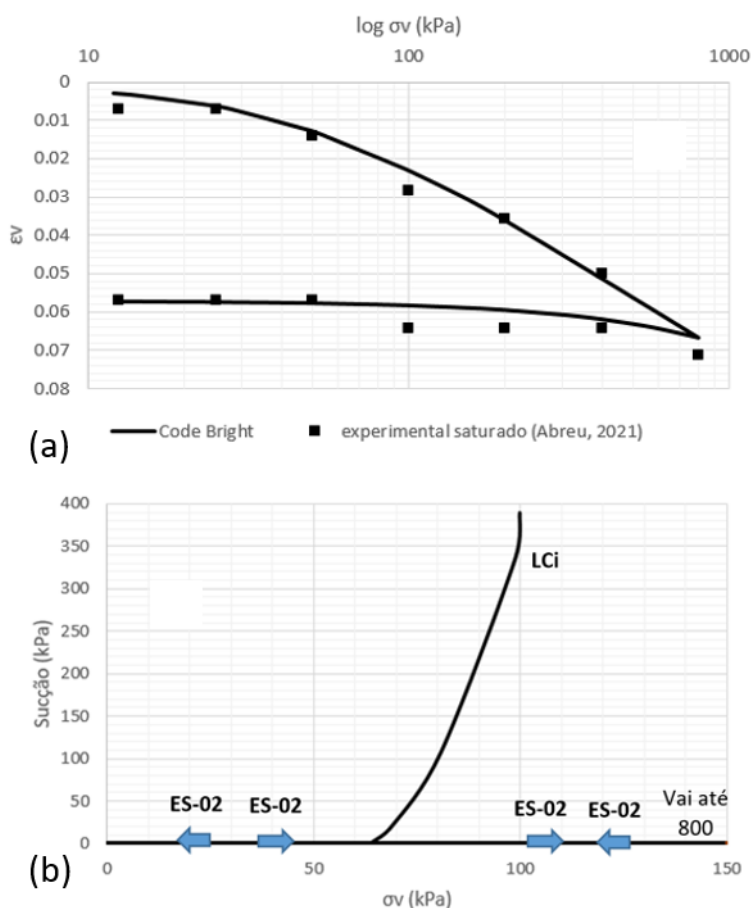 log σv (kPa)
10 100 1000
0
0.01
0.02
0.03
0.04
0.05
0.06
0.07
0.08
εv
Code Bright experimental saturado (Abreu, 2021)
(a)
400
350
300
250
200
150
100
50
0
Sucção (kPa)
LCi
ES-02 ES-02 ES-02 ES-02
Vai até
800
0 50 100 150
σv (kPa)
(b)